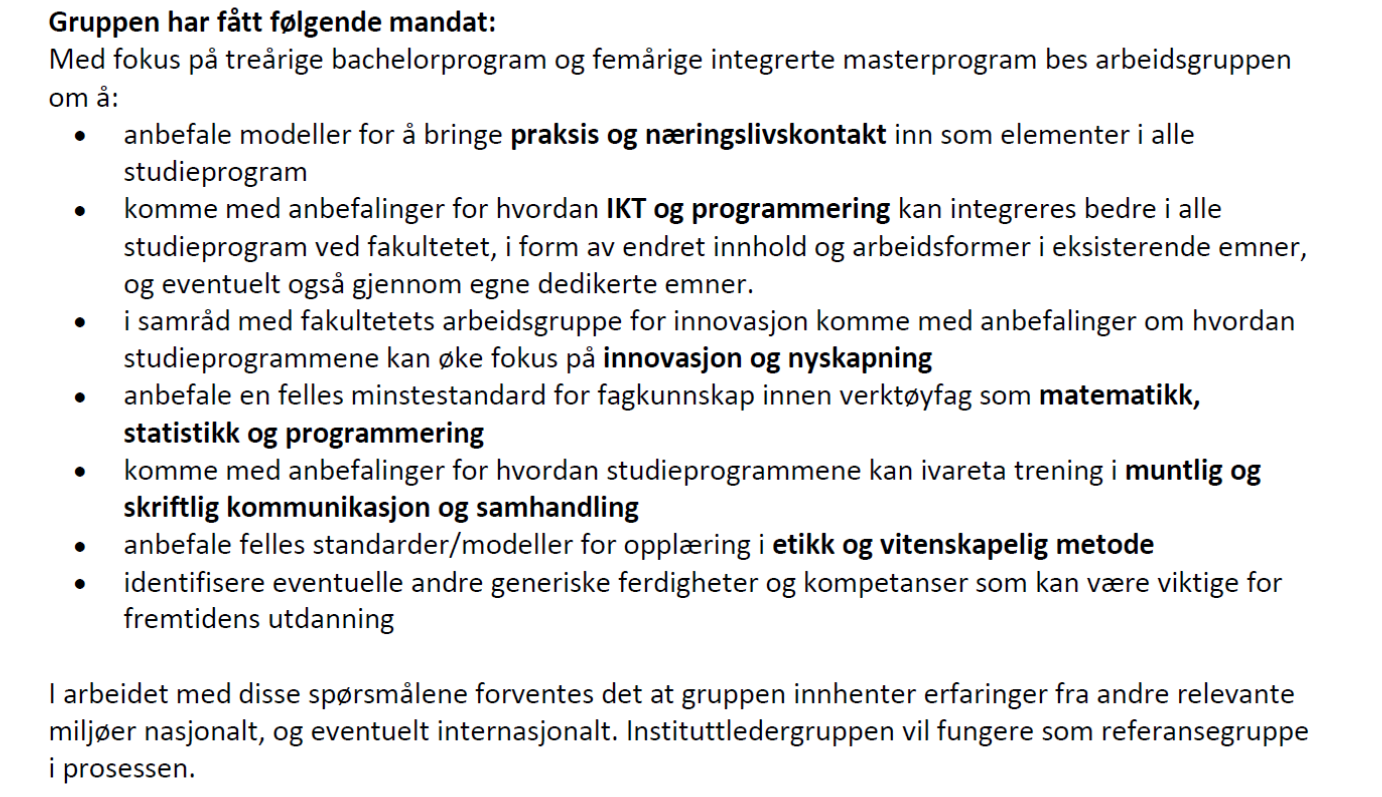 Gruppen har fått følgende mandat:
Med fokus på treårige bachelorprogram og femårige integrerte masterprogram bes arbeidsgruppen
om å:
• anbefale modeller for å bringe praksis og næringslivskontakt inn som elementer i alle
studieprogram
• komme med anbefalinger for hvordan IKT og programmering kan integreres bedre i alle
studieprogram ved fakultetet, i form av endret innhold og arbeidsformer i eksisterende emner,
og eventuelt også gjennom egne dedikerte emner.
• i samråd med fakultetets arbeidsgruppe for innovasjon komme med anbefalinger om hvordan
studieprogrammene kan øke fokus på innovasjon og nyskapning
• anbefale en felles minstestandard for fagkunnskap innen verktøyfag som matematikk,
statistikk og programmering
• komme med anbefalinger for hvordan studieprogrammene kan ivareta trening i muntlig og
skriftlig kommunikasjon og samhandling
• anbefale felles standarder/modeller for opplæring i etikk og vitenskapelig metode
• identifisere eventuelle andre generiske ferdigheter og kompetanser som kan være viktige for
fremtidens utdanning
I arbeidet med disse spørsmålene forventes det at gruppen innhenter erfaringer fra andre relevante
miljøer nasjonalt, og eventuelt internasjonalt. Instituttledergruppen vil fungere som referansegruppe
i prosessen.